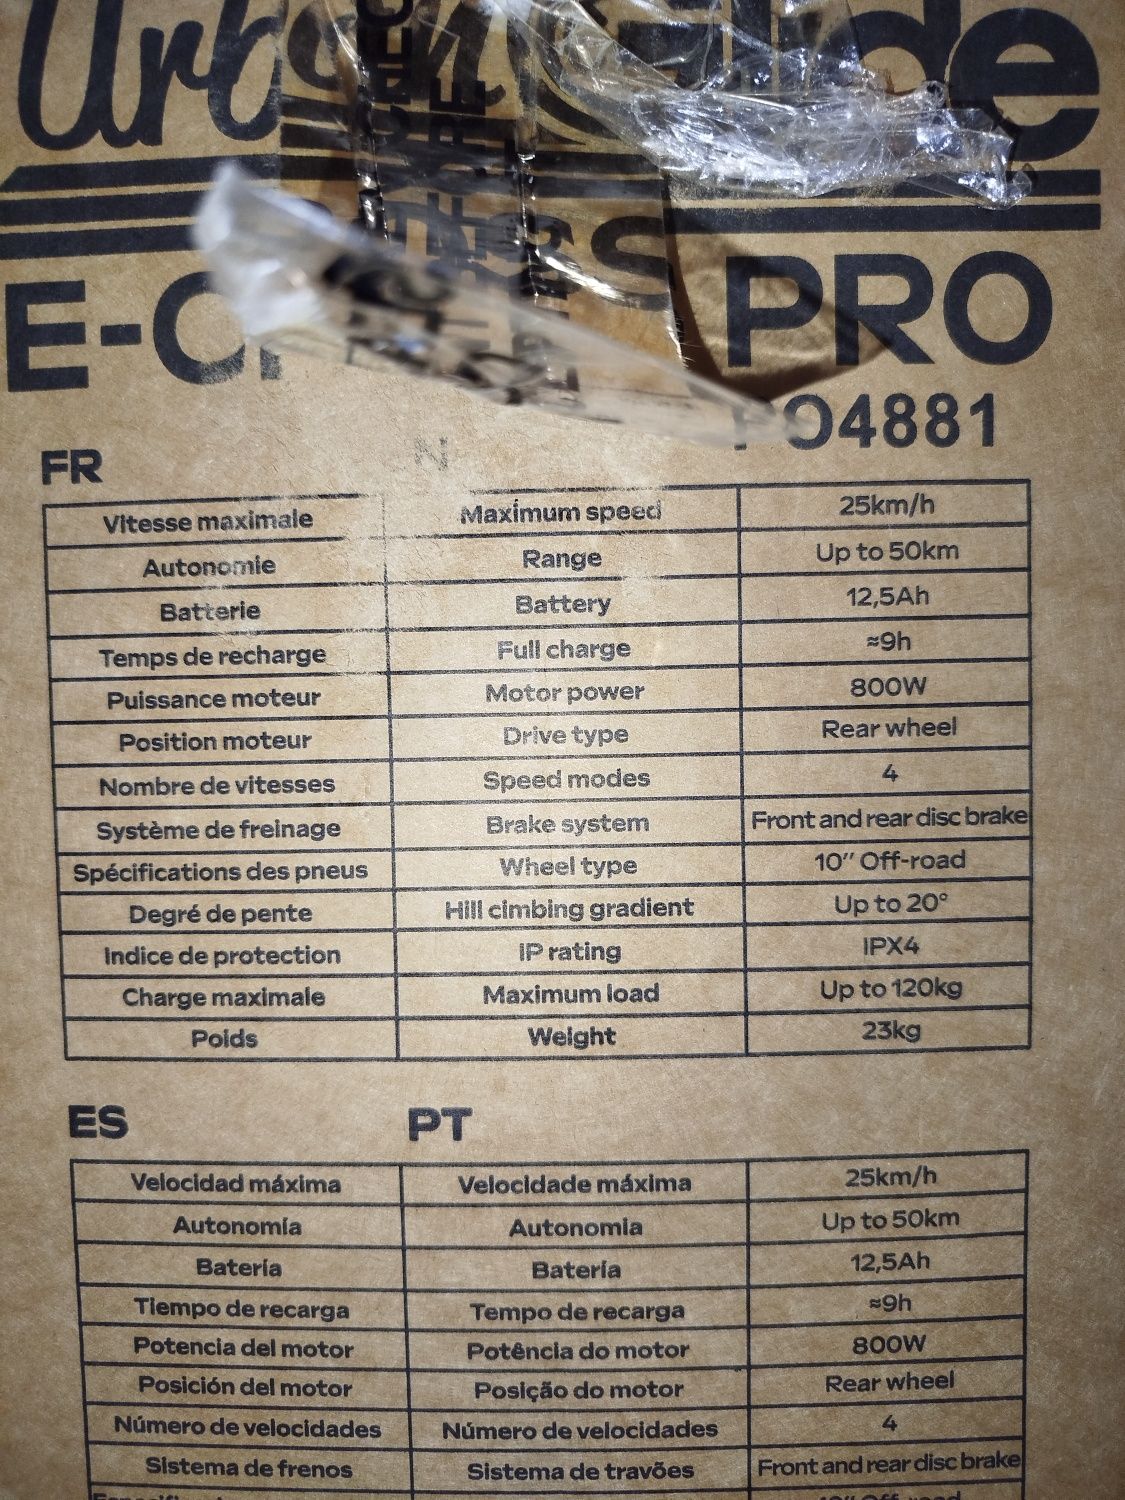 E-C PRO
O4881
FR
Vitesse maximale Maximum speed 25km/h
Autonomie Range Up to 50km
Batterie Battery 12,5Ah
Temps de recharge Full charge ≈9h
Puissance moteur Motor power 800W
Position moteur Drive type Rear wheel
Nombre de vitesses Speed modes 4
Système de freinage Brake system Front and rear disc brake
Spécifications des pneus Wheel type 10” Off-road
Degré de pente Hill cimbing gradient Up to 20°
Indice de protection IP rating IPX4
Charge maximale Maximum load Up to 120kg
Poids Weight 23kg
ES PT
Velocidad máxima Velocidade máxima 25km/h
Autonomía Autonomia Up to 50km
Batería Batería 12,5Ah
Tiempo de recarga Tempo de recarga ≈9h
Potencia del motor Potência do motor 800W
Posición del motor Posição do motor Rear wheel
Número de velocidades Número de velocidades 4
Sistema de frenos Sistema de travões Front and rear disc brake